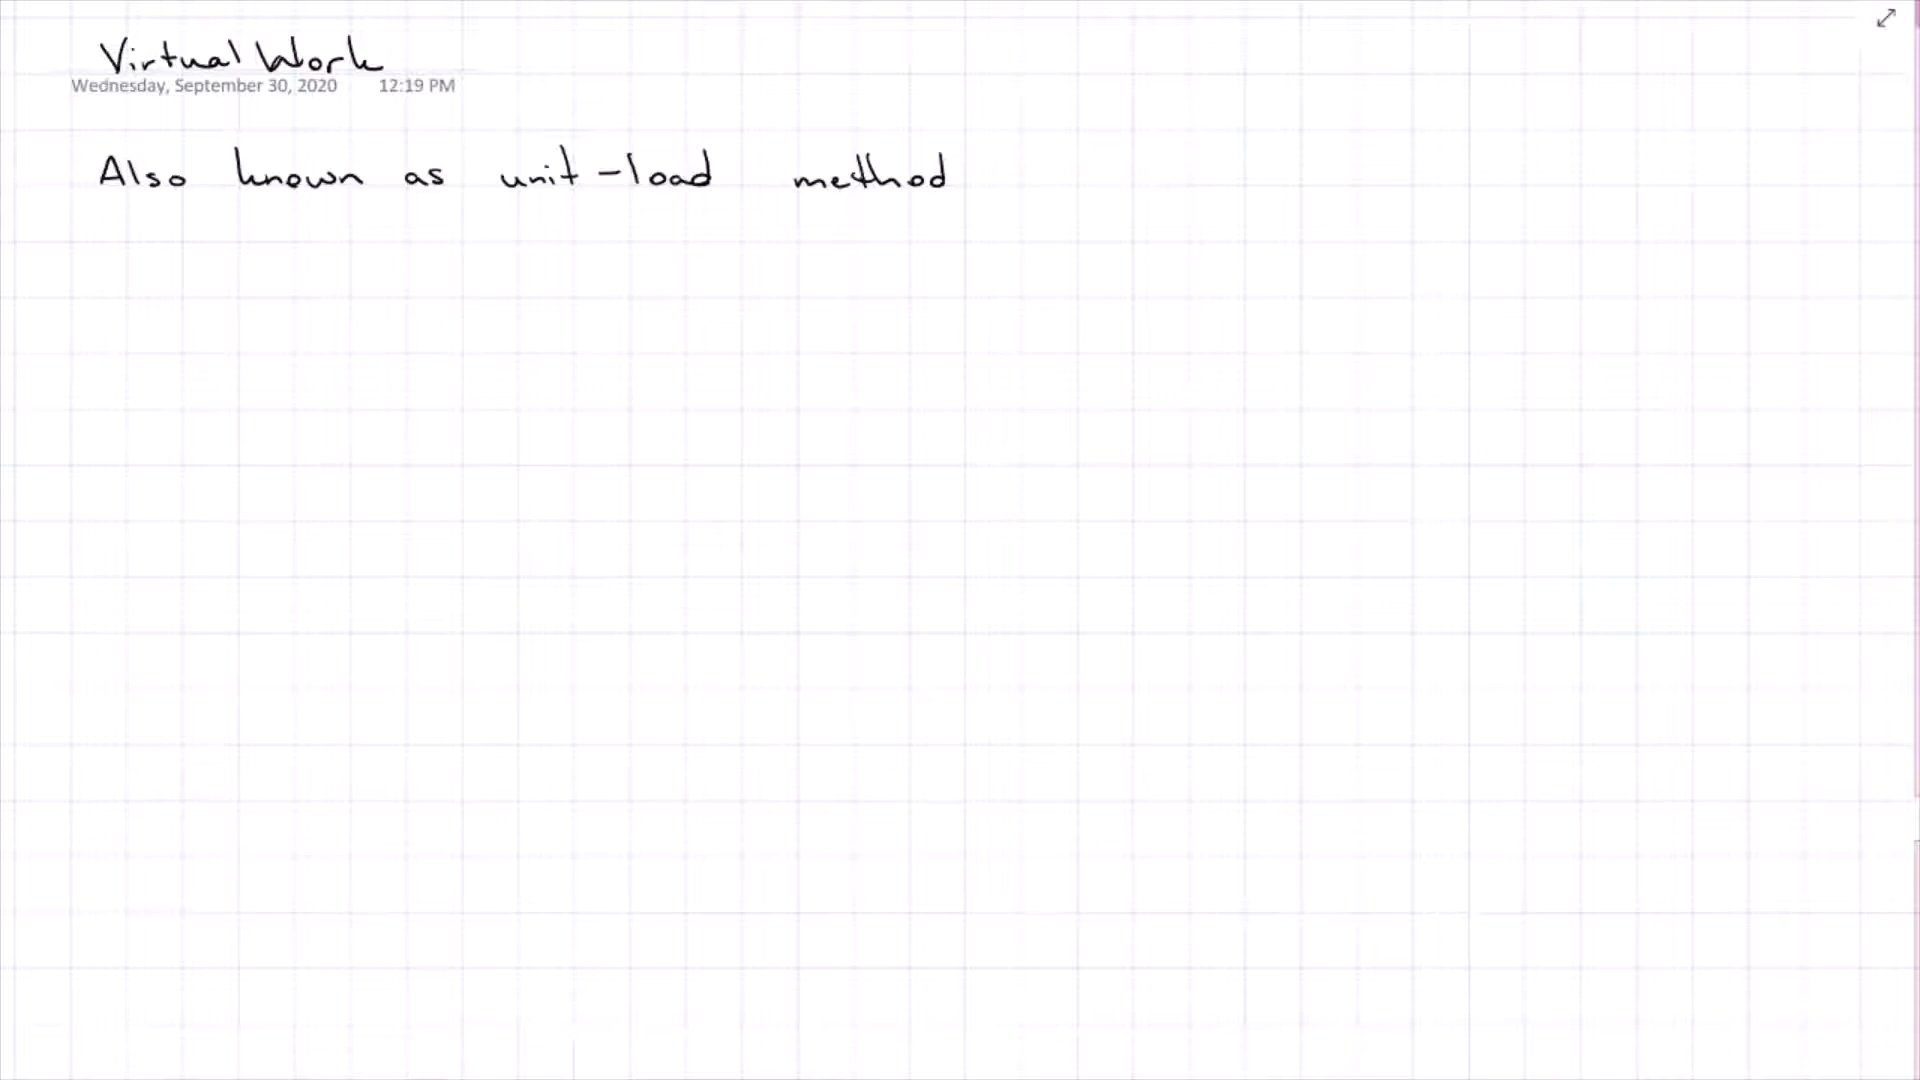 Virtual Work
Wednesday, September 30, 2020 12:19 PM
Also known as unit-load method